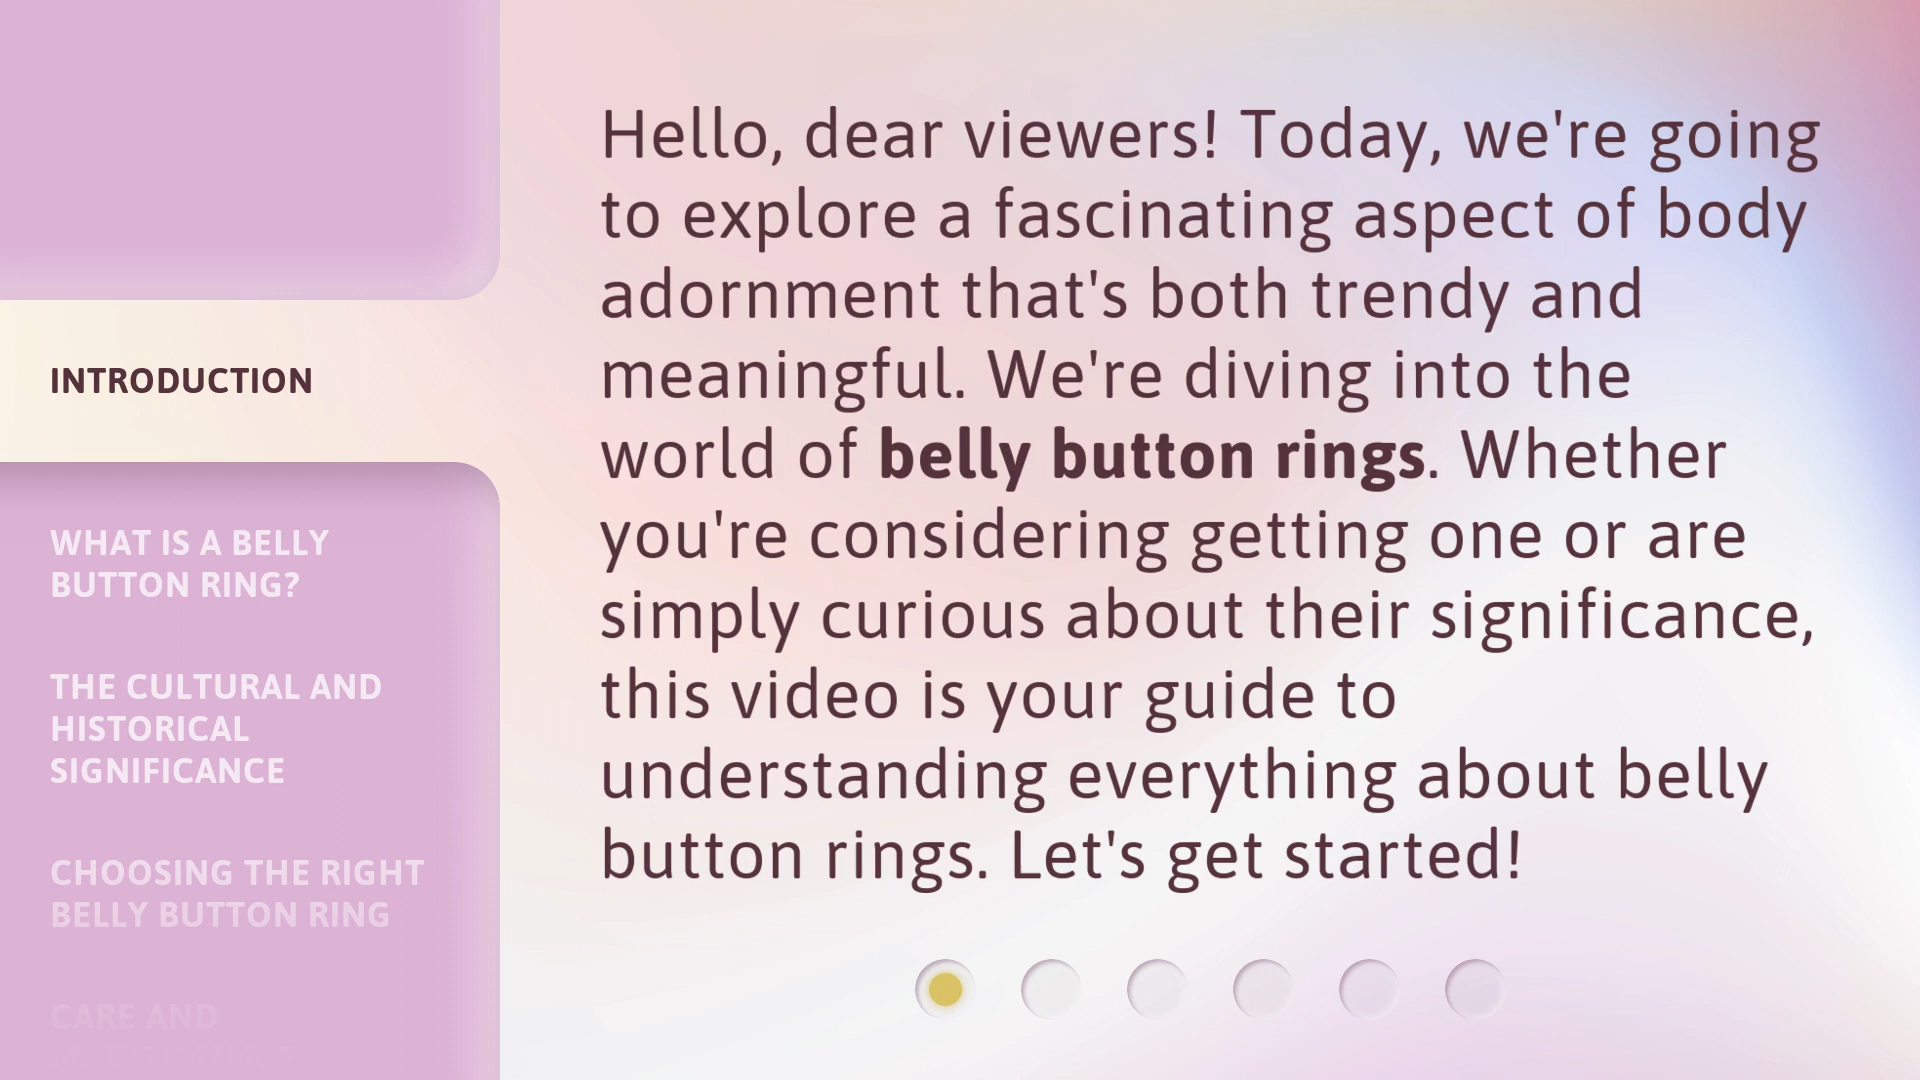 INTRODUCTION
WHAT IS A BELLY
BUTTON RING?
THE CULTURAL AND
HISTORICAL
SIGNIFICANCE
CHOOSING THE RIGHT
BELLY BUTTON RING
CARE AND
MAINTENANCE
Hello, dear viewers! Today, we're going
to explore a fascinating aspect of body
adornment that's both trendy and
meaningful. We're diving into the
world of belly button rings. Whether
you're considering getting one or are
simply curious about their significance,
this video is your guide to
understanding everything about belly
button rings. Let's get started!